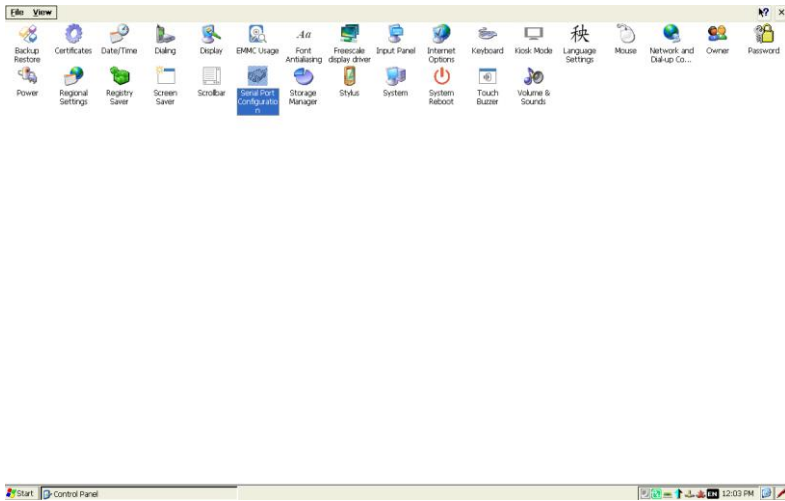 File View
Backup Restore
Certificates
Date/Time
Dialing
Display
EMMC Usage
Aa
Font Antialiasing
Freescale display driver
Input Panel
Internet Options
Keyboard
Kiosk Mode
Language Settings
Mouse
Network and Dial-up Co...
Owner
Password
Power
Regional Settings
Registry Saver
Screen Saver
Scrollbar
Serial Port Configuration
Storage Manager
Stylus
System
System Reboot
Touch Buzzer
Volume & Sounds
Start Control Panel EN 12:03 PM